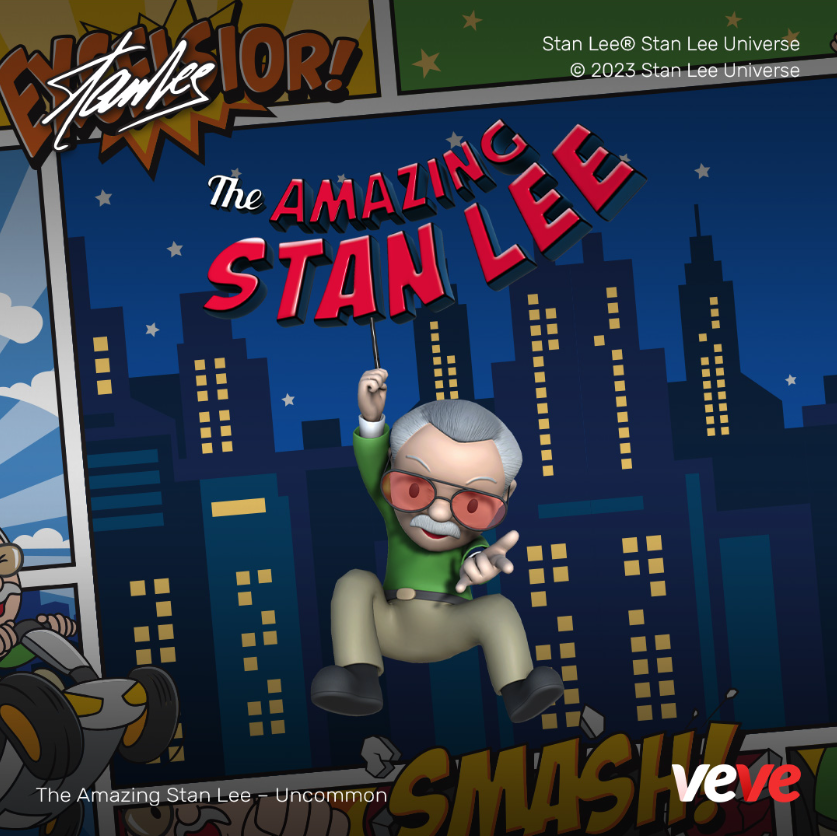 EXCELSIOR!
Stan Lee
Stan Lee® Stan Lee Universe
© 2023 Stan Lee Universe
The AMAZING
STAN LEE
SMASH!
The Amazing Stan Lee – Uncommon
veve